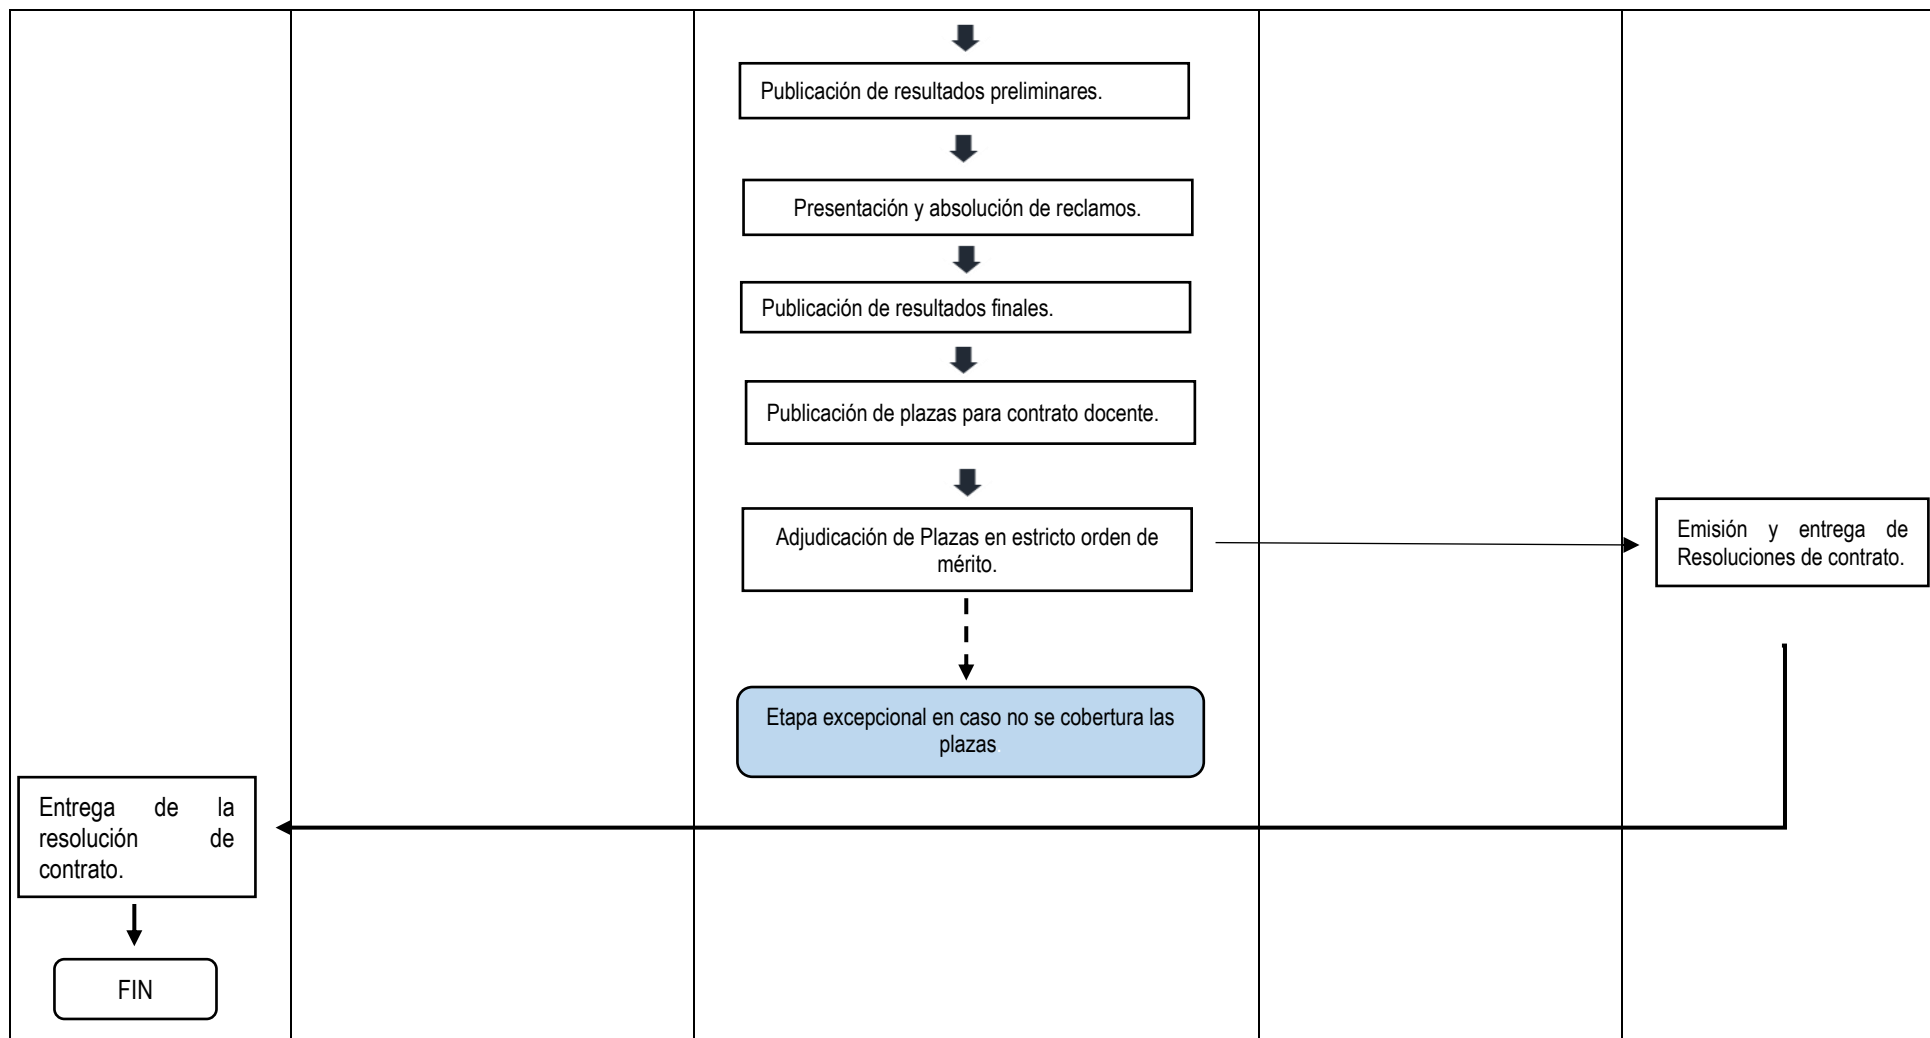 Publicación de resultados preliminares.
Presentación y absolución de reclamos.
Publicación de resultados finales.
Publicación de plazas para contrato docente.
Adjudicación de Plazas en estricto orden de
mérito.
Emisión y entrega de
Resoluciones de contrato.
Etapa excepcional en caso no se cobertura las
plazas.
Entrega de la
resolución de
contrato.
FIN